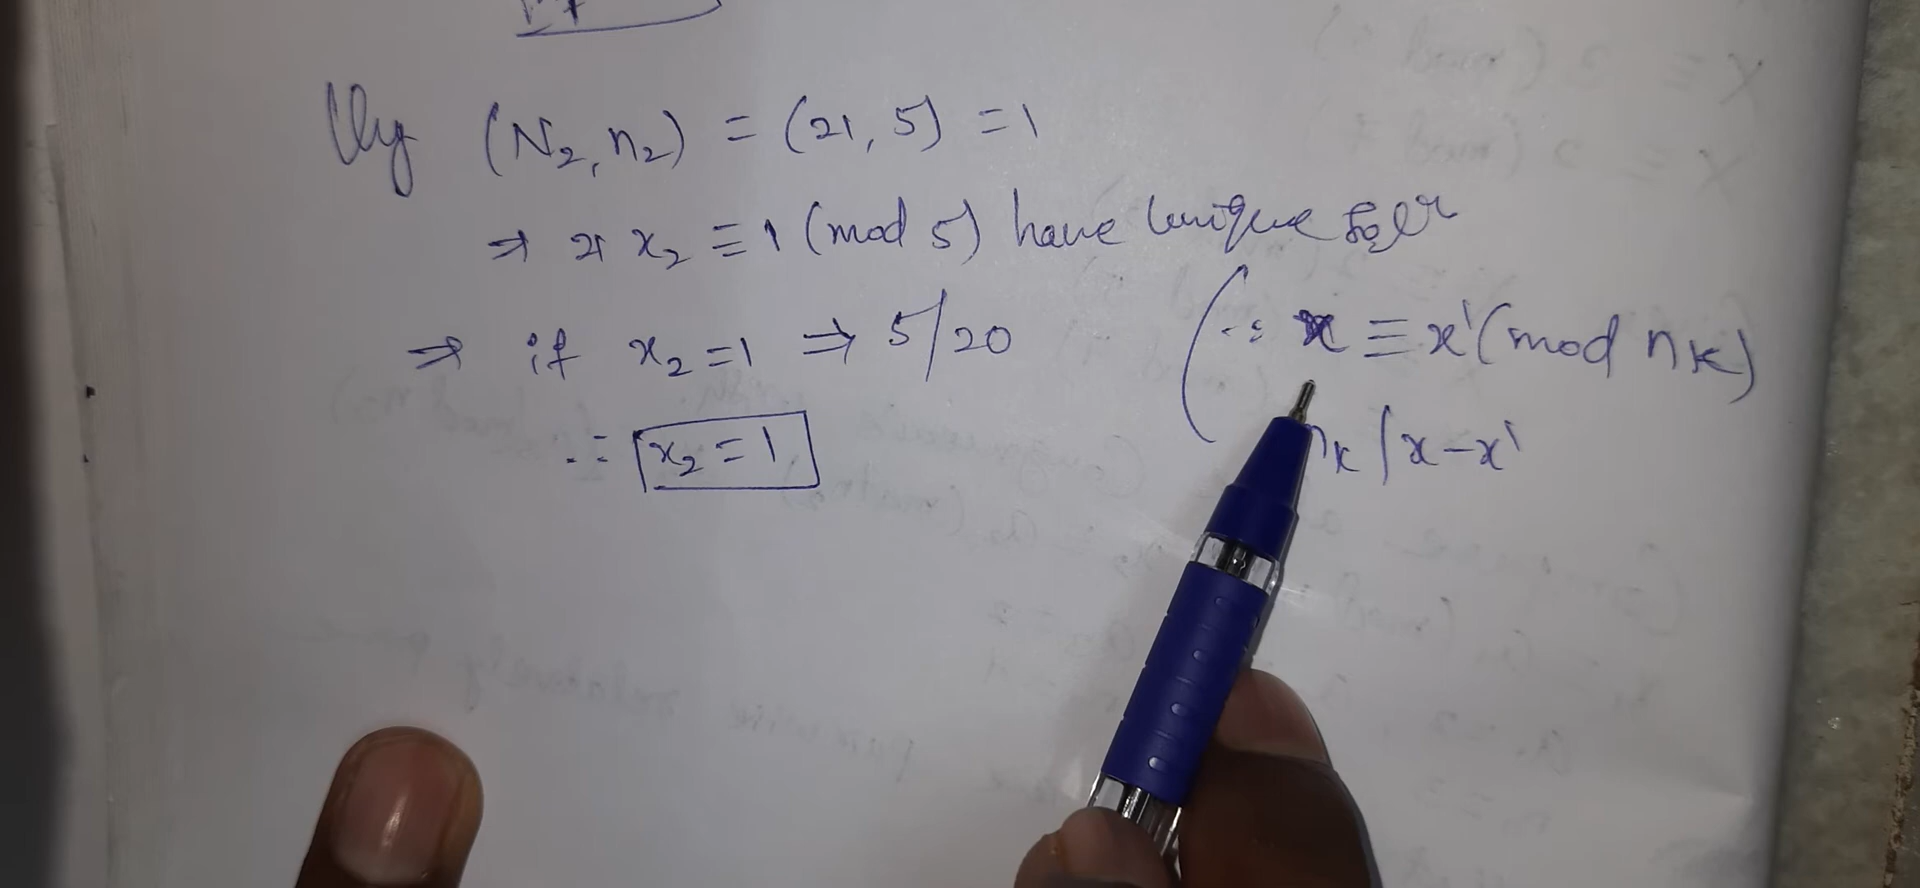 lly (N₂, n₂) = (21, 5) = 1
⇒ 21 x₂ ≡ 1 (mod 5) have unique solⁿ
⇒ if x₂ = 1 ⇒ 5/20
(∵ x ≡ x' (mod nₖ)
nₖ / x - x'
∴ x₂ = 1